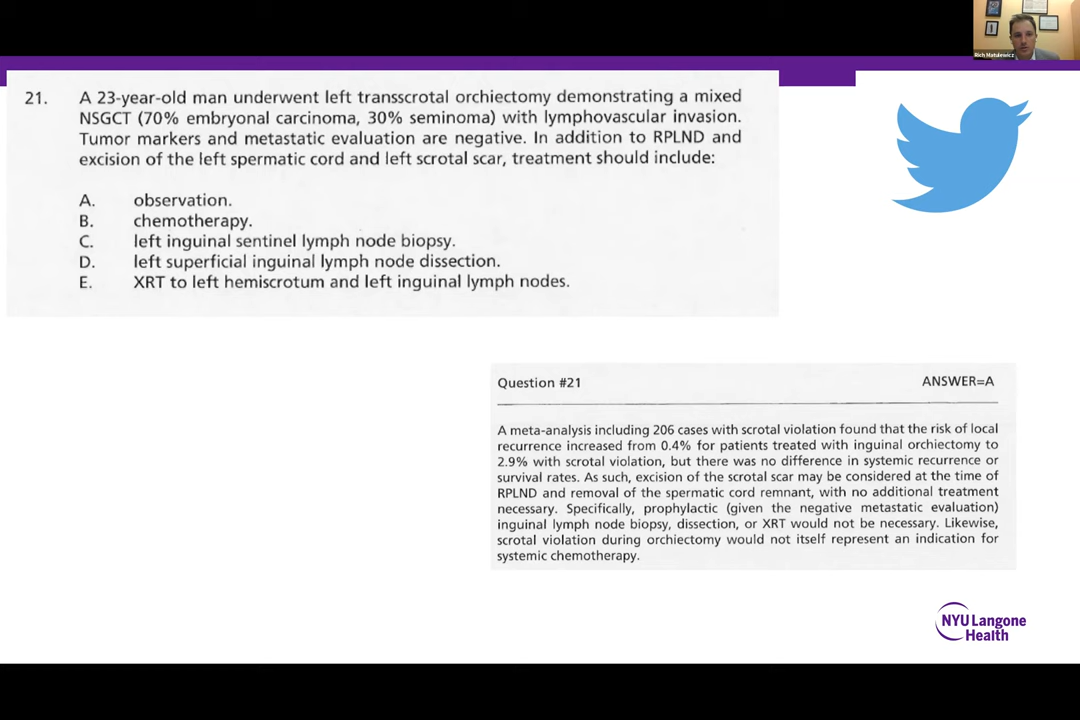 Rich Matulewicz
21. A 23-year-old man underwent left transscrotal orchiectomy demonstrating a mixed
NSGCT (70% embryonal carcinoma, 30% seminoma) with lymphovascular invasion.
Tumor markers and metastatic evaluation are negative. In addition to RPLND and
excision of the left spermatic cord and left scrotal scar, treatment should include:
A. observation.
B. chemotherapy.
C. left inguinal sentinel lymph node biopsy.
D. left superficial inguinal lymph node dissection.
E. XRT to left hemiscrotum and left inguinal lymph nodes.
Question #21 ANSWER=A
A meta-analysis including 206 cases with scrotal violation found that the risk of local
recurrence increased from 0.4% for patients treated with inguinal orchiectomy to
2.9% with scrotal violation, but there was no difference in systemic recurrence or
survival rates. As such, excision of the scrotal scar may be considered at the time of
RPLND and removal of the spermatic cord remnant, with no additional treatment
necessary. Specifically, prophylactic (given the negative metastatic evaluation)
inguinal lymph node biopsy, dissection, or XRT would not be necessary. Likewise,
scrotal violation during orchiectomy would not itself represent an indication for
systemic chemotherapy.
NYU Langone
Health